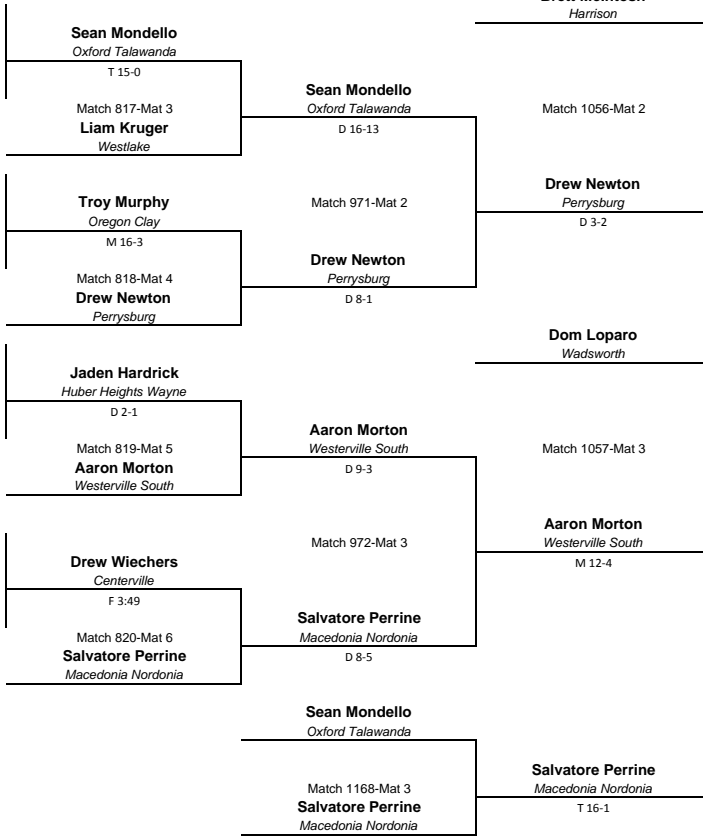 Sean Mondello
Oxford Talawanda
T 15-0
Match 817-Mat 3
Liam Kruger
Westlake
Troy Murphy
Oregon Clay
M 16-3
Match 818-Mat 4
Drew Newton
Perrysburg
Jaden Hardrick
Huber Heights Wayne
D 2-1
Match 819-Mat 5
Aaron Morton
Westerville South
Drew Wiechers
Centerville
F 3:49
Match 820-Mat 6
Salvatore Perrine
Macedonia Nordonia
Sean Mondello
Oxford Talawanda
D 16-13
Match 971-Mat 2
Drew Newton
Perrysburg
D 8-1
Aaron Morton
Westerville South
D 9-3
Match 972-Mat 3
Salvatore Perrine
Macedonia Nordonia
D 8-5
Sean Mondello
Oxford Talawanda
Match 1168-Mat 3
Salvatore Perrine
Macedonia Nordonia
Harrison
Match 1056-Mat 2
Drew Newton
Perrysburg
D 3-2
Dom Loparo
Wadsworth
Match 1057-Mat 3
Aaron Morton
Westerville South
M 12-4
Salvatore Perrine
Macedonia Nordonia
T 16-1